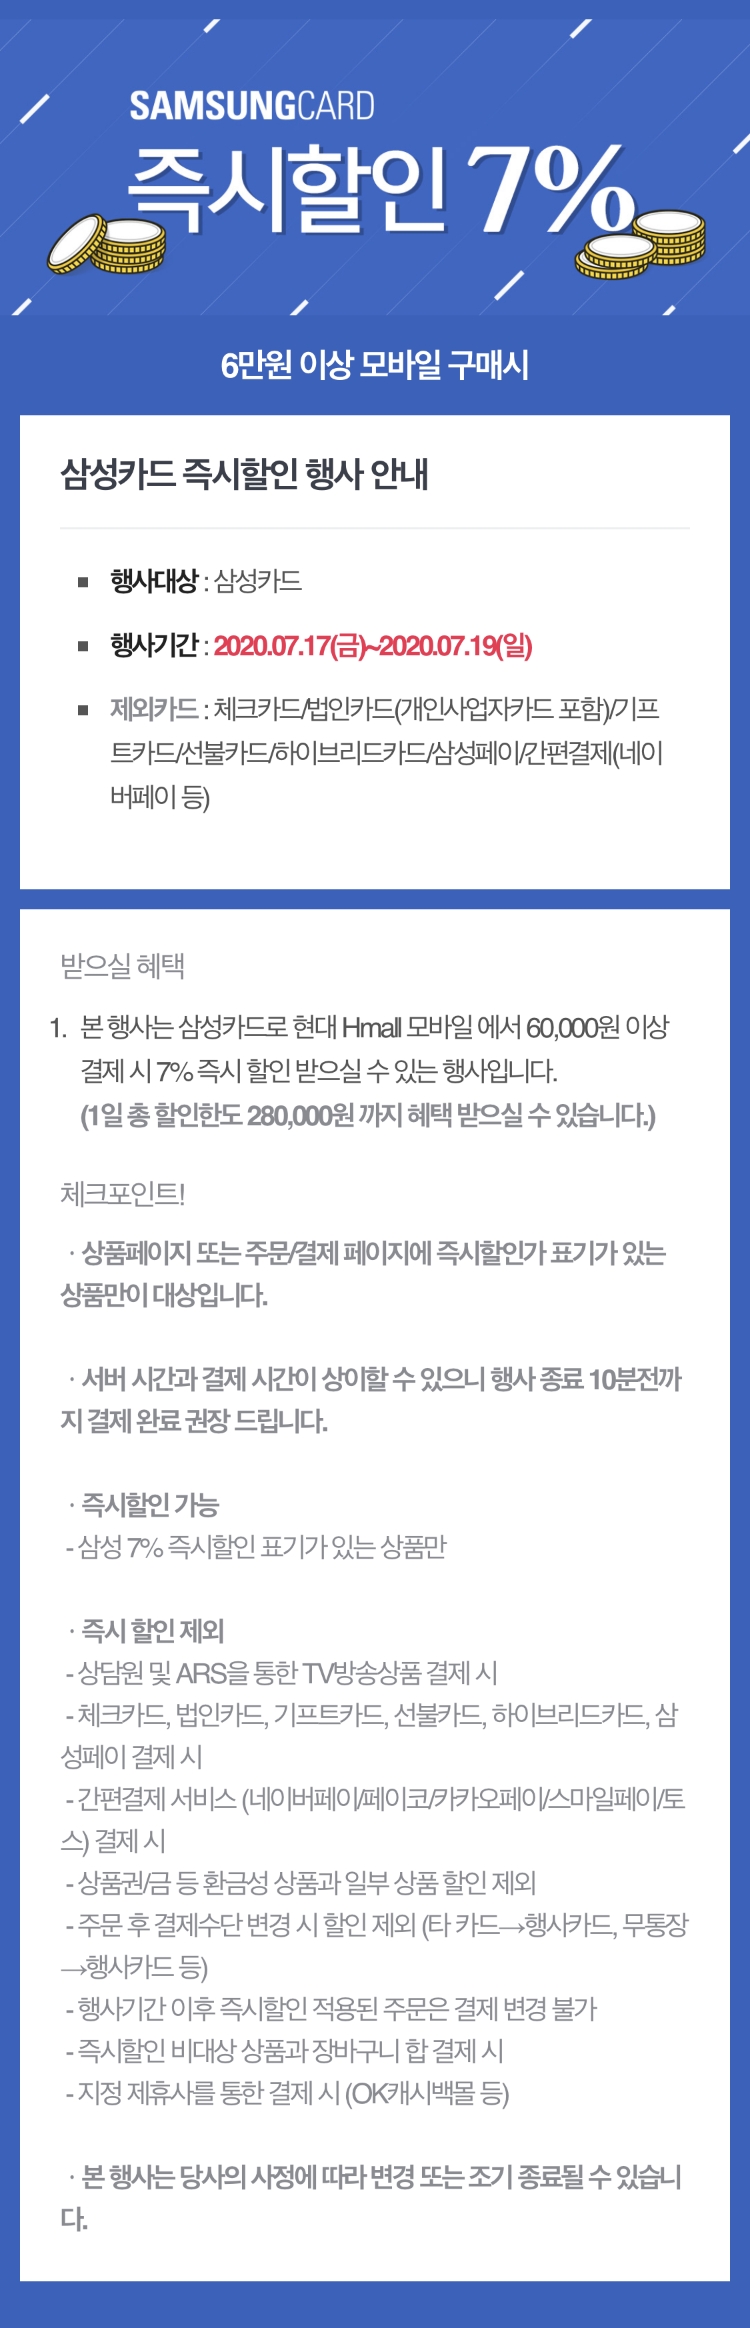 SAMSUNGCARD
즉시할인 7%
6만원 이상 모바일 구매시
삼성카드 즉시할인 행사 안내
■ 행사대상 : 삼성카드
■ 행사기간 : 2020.07.17(금)~2020.07.19(일)
■ 제외카드 : 체크카드/법인카드(개인사업자카드 포함)/기프
트카드/선불카드/하이브리드카드/삼성페이/간편결제(네이
버페이 등)
받으실 혜택
1. 본 행사는 삼성카드로 현대 Hmall 모바일 에서 60,000원 이상
결제 시 7% 즉시 할인 받으실 수 있는 행사입니다.
(1일 총 할인한도 280,000원 까지 혜택 받으실 수 있습니다.)
체크포인트!
· 상품페이지 또는 주문/결제 페이지에 즉시할인가 표기가 있는
상품만이 대상입니다.
· 서버 시간과 결제 시간이 상이할 수 있으니 행사 종료 10분전까
지 결제 완료 권장 드립니다.
· 즉시할인 가능
- 삼성 7% 즉시할인 표기가 있는 상품만
· 즉시 할인 제외
- 상담원 및 ARS을 통한 TV방송상품 결제 시
- 체크카드, 법인카드, 기프트카드, 선불카드, 하이브리드카드, 삼
성페이 결제 시
- 간편결제 서비스 (네이버페이/페이코/카카오페이/스마일페이/토
스) 결제 시
- 상품권/금 등 환금성 상품과 일부 상품 할인 제외
- 주문 후 결제수단 변경 시 할인 제외 (타 카드→행사카드, 무통장
→행사카드 등)
- 행사기간 이후 즉시할인 적용된 주문은 결제 변경 불가
- 즉시할인 비대상 상품과 장바구니 합 결제 시
- 지정 제휴사를 통한 결제 시 (OK캐시백몰 등)
· 본 행사는 당사의 사정에 따라 변경 또는 조기 종료될 수 있습니
다.